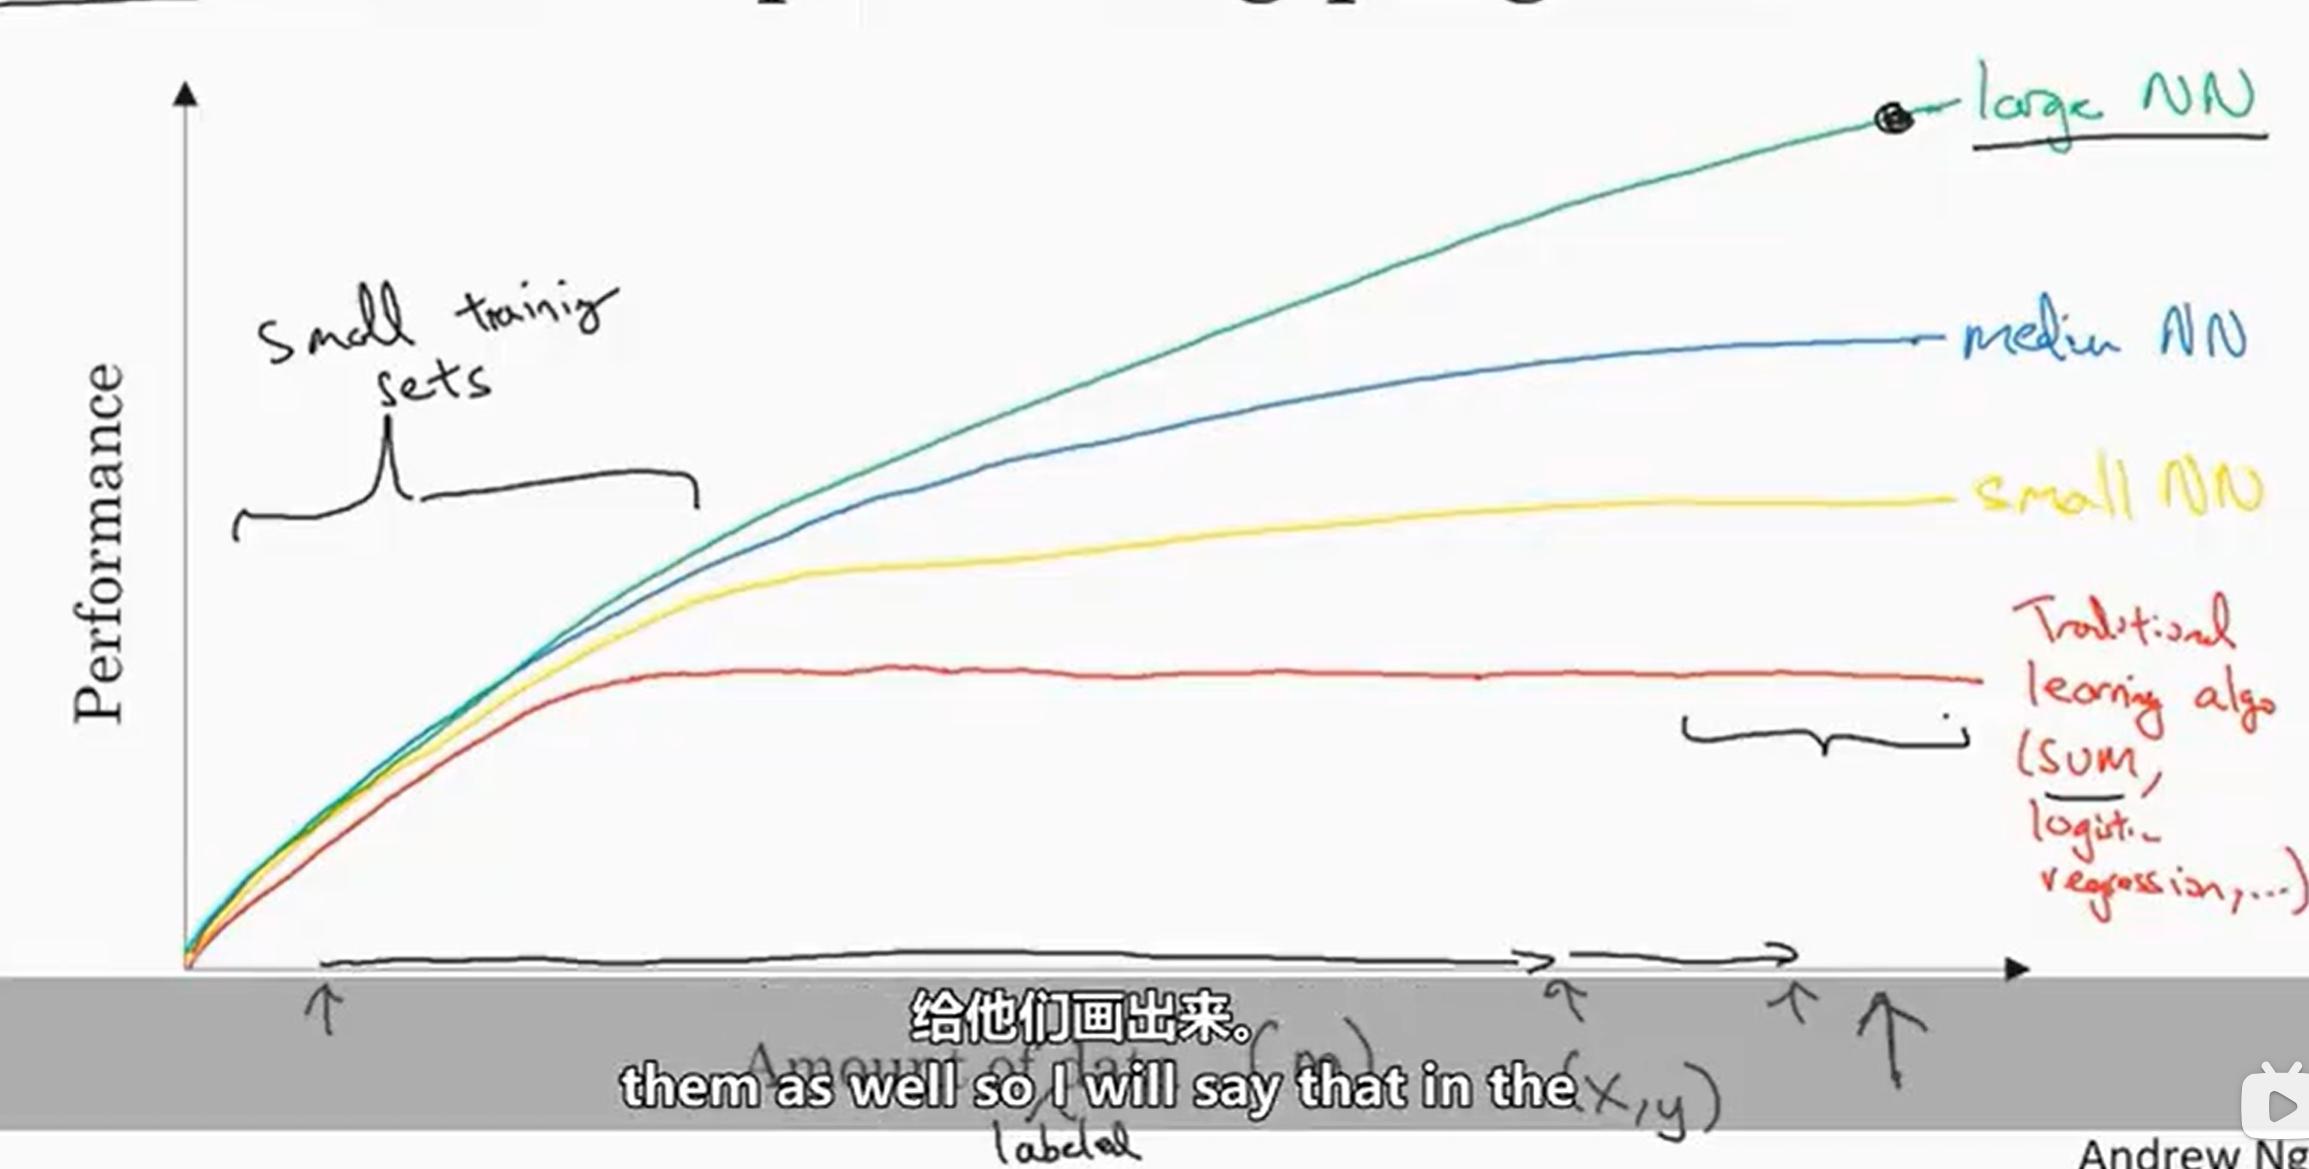 large NN
small trainig
sets
medium NN
small NN
Performance
Traditional
learning algo
(SVM,
logistic
regression,...)
给他们画出来。
Amount of data (m)
them as well so I will say that in the
(x,y)
labeled
Andrew Ng